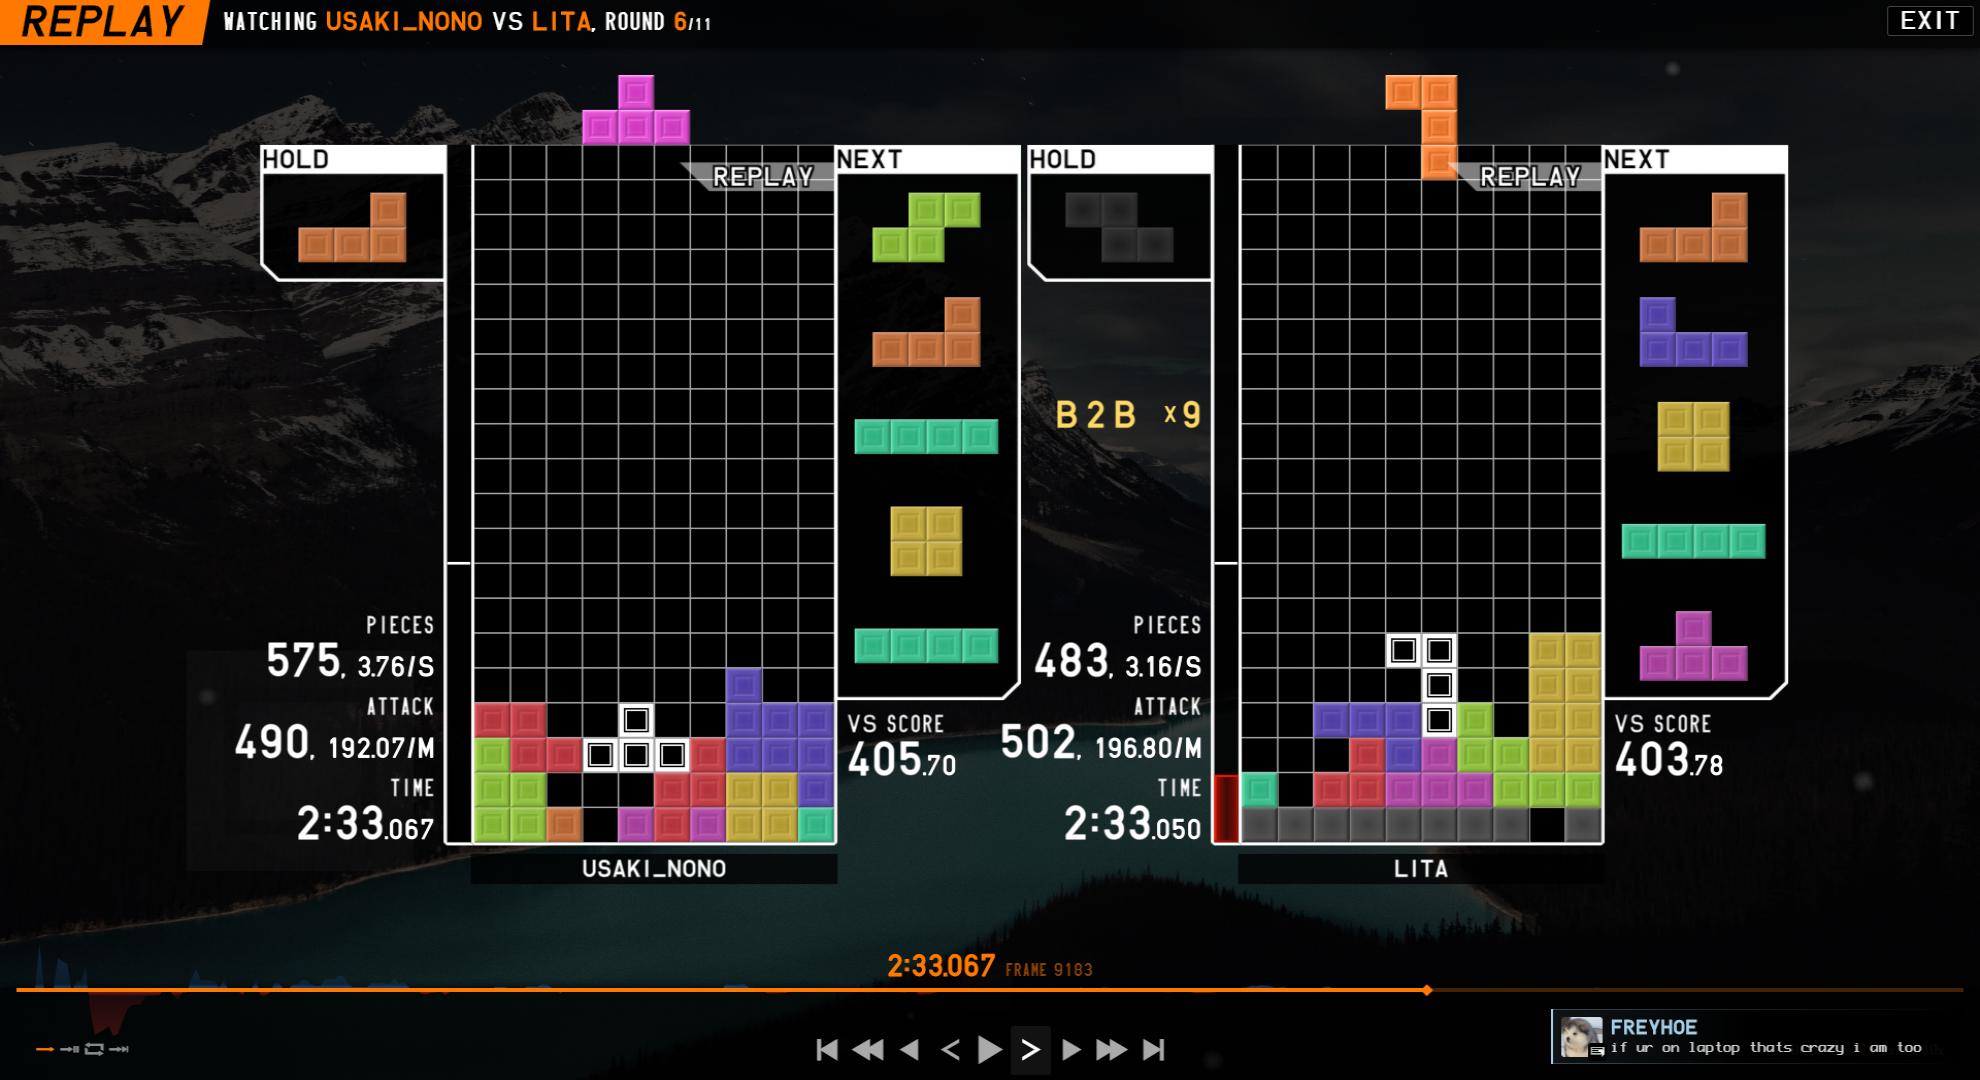 REPLAY
WATCHING USAKI_NONO VS LITA, ROUND 6/11
EXIT
HOLD
REPLAY
NEXT
HOLD
REPLAY
NEXT
B2B x9
PIECES
575, 3.76/S
ATTACK
490, 192.07/M
TIME
2:33.067
VS SCORE
405.70
PIECES
483, 3.16/S
ATTACK
502, 196.80/M
TIME
2:33.050
VS SCORE
403.78
USAKI_NONO
LITA
2:33.067 FRAME 9183
FREYHOE
if ur on laptop thats crazy i am too